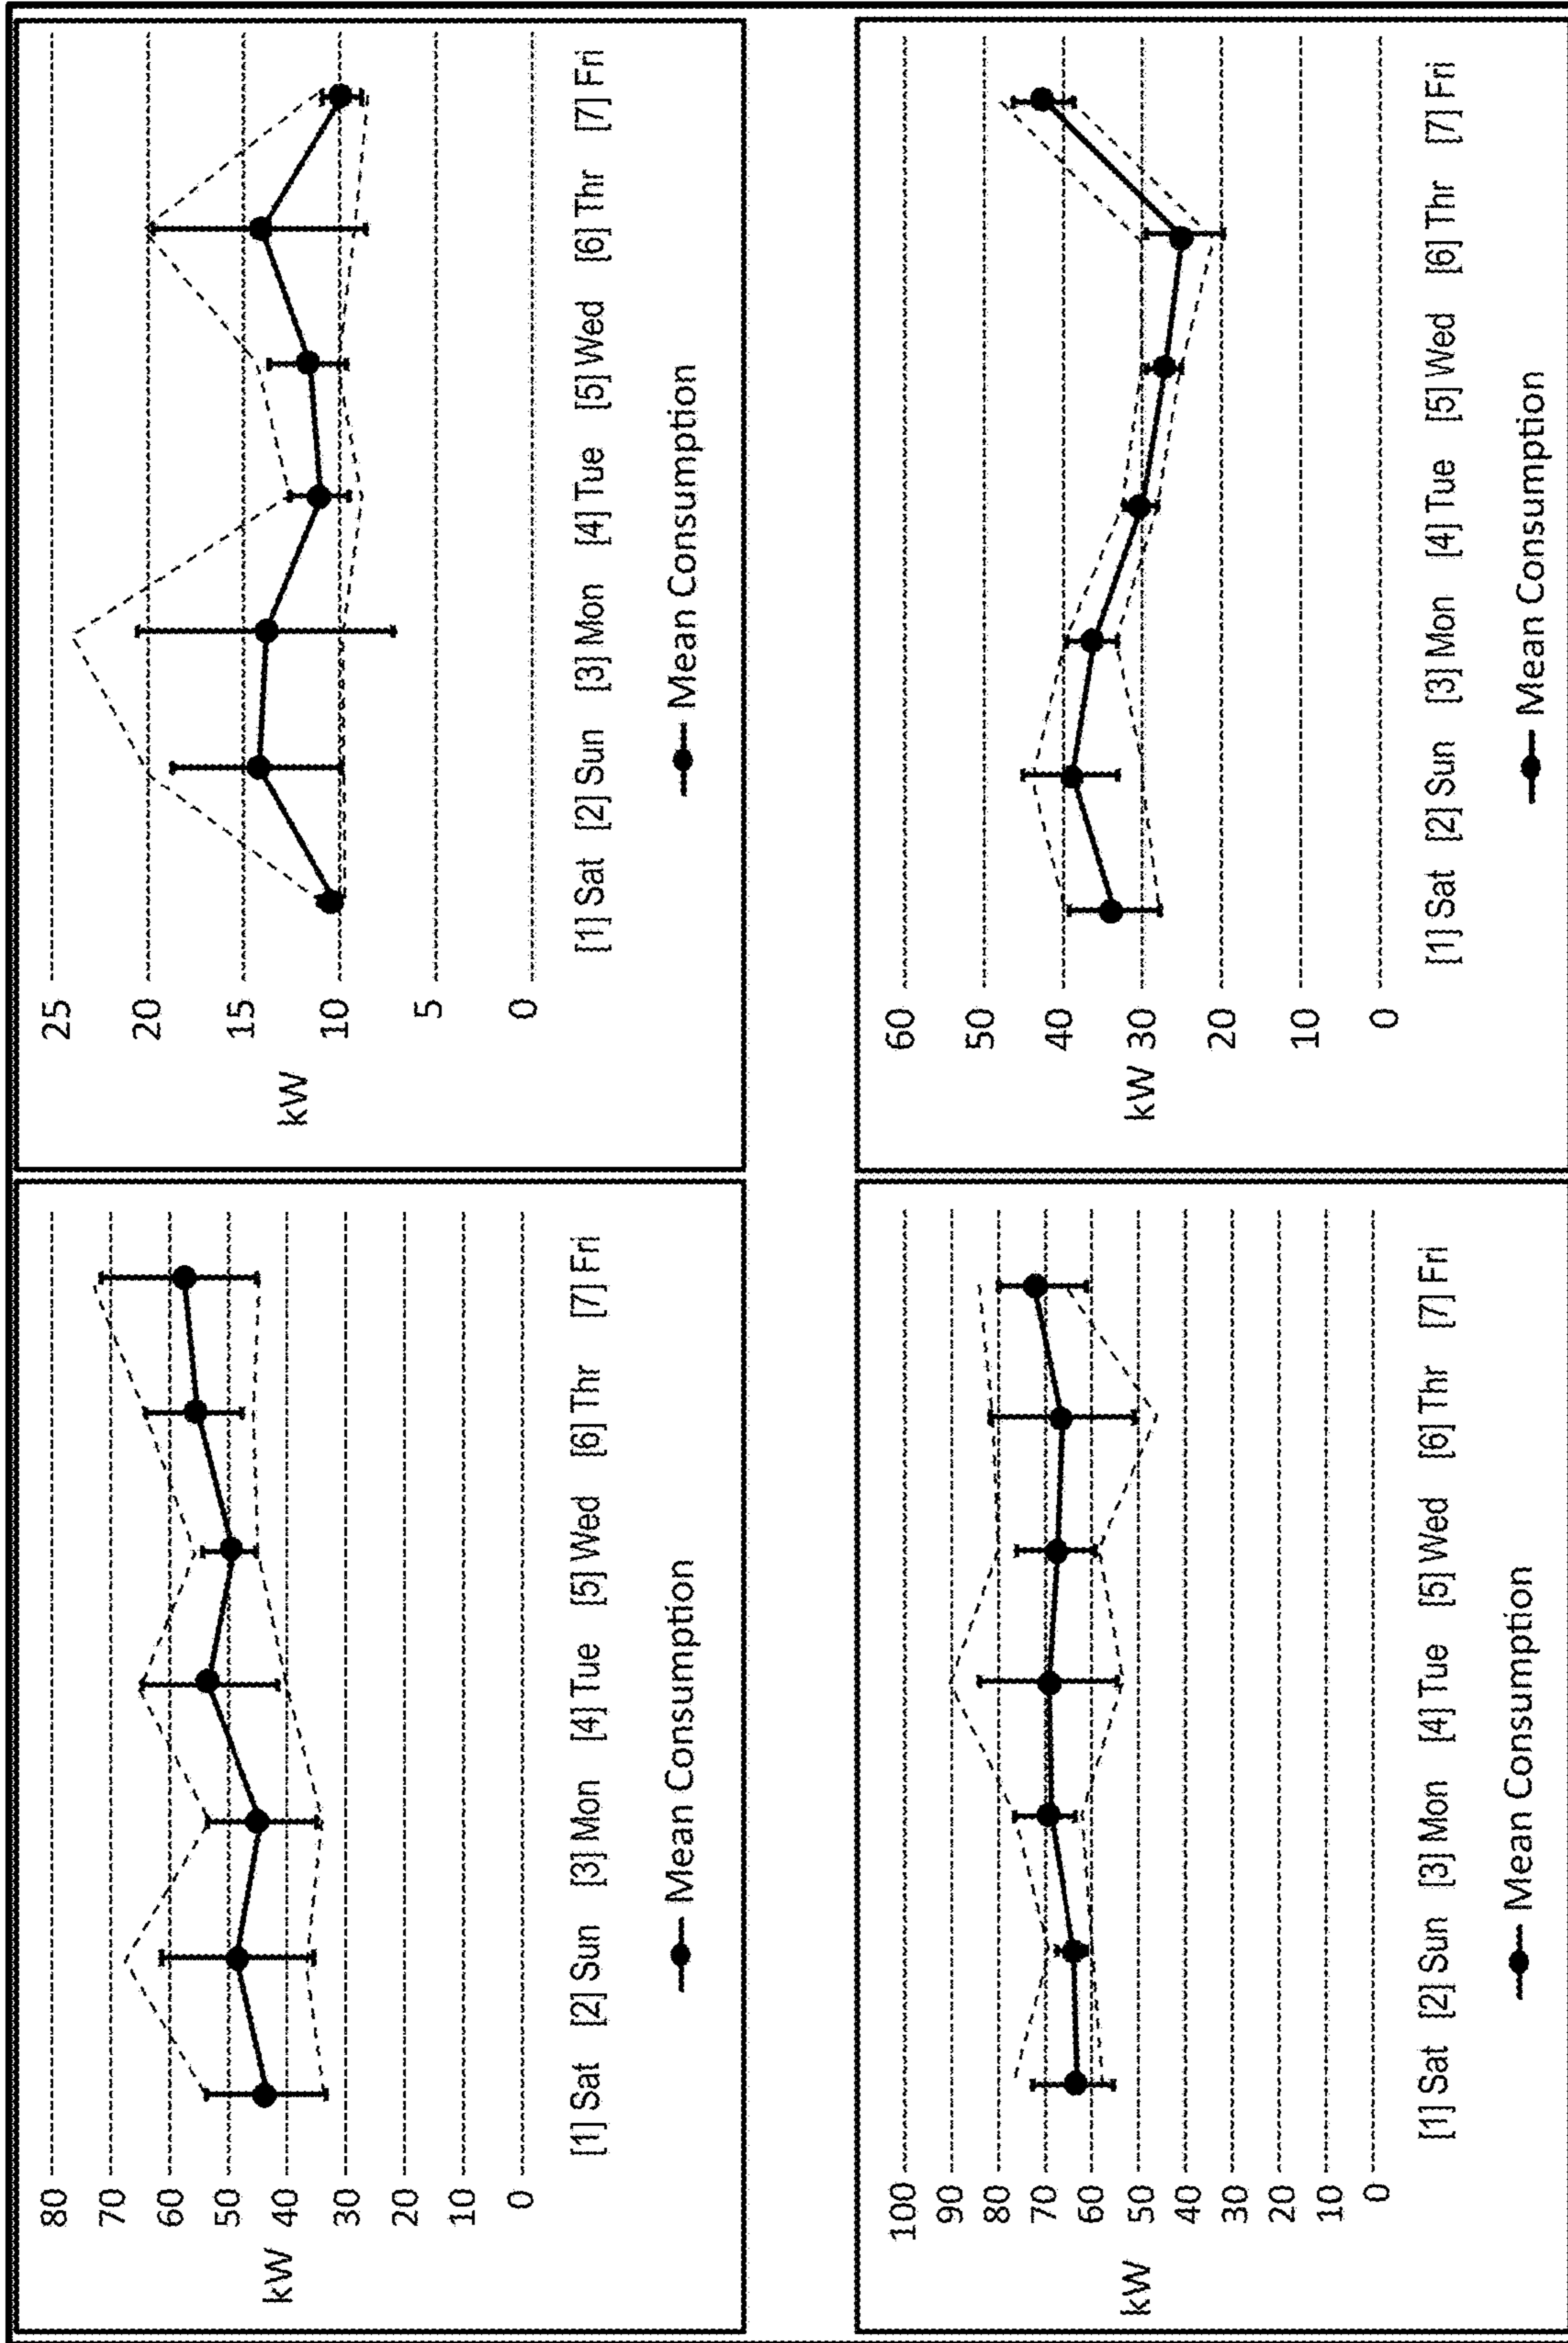 80
70
60
50
40
30
20
10
0
kW
[1] Sat [2] Sun [3] Mon [4] Tue [5] Wed [6] Thr [7] Fri
Mean Consumption
25
20
15
10
5
0
kW
[1] Sat [2] Sun [3] Mon [4] Tue [5] Wed [6] Thr [7] Fri
Mean Consumption
100
90
80
70
60
50
40
30
20
10
0
kW
[1] Sat [2] Sun [3] Mon [4] Tue [5] Wed [6] Thr [7] Fri
Mean Consumption
60
50
40
30
20
10
0
kW
[1] Sat [2] Sun [3] Mon [4] Tue [5] Wed [6] Thr [7] Fri
Mean Consumption